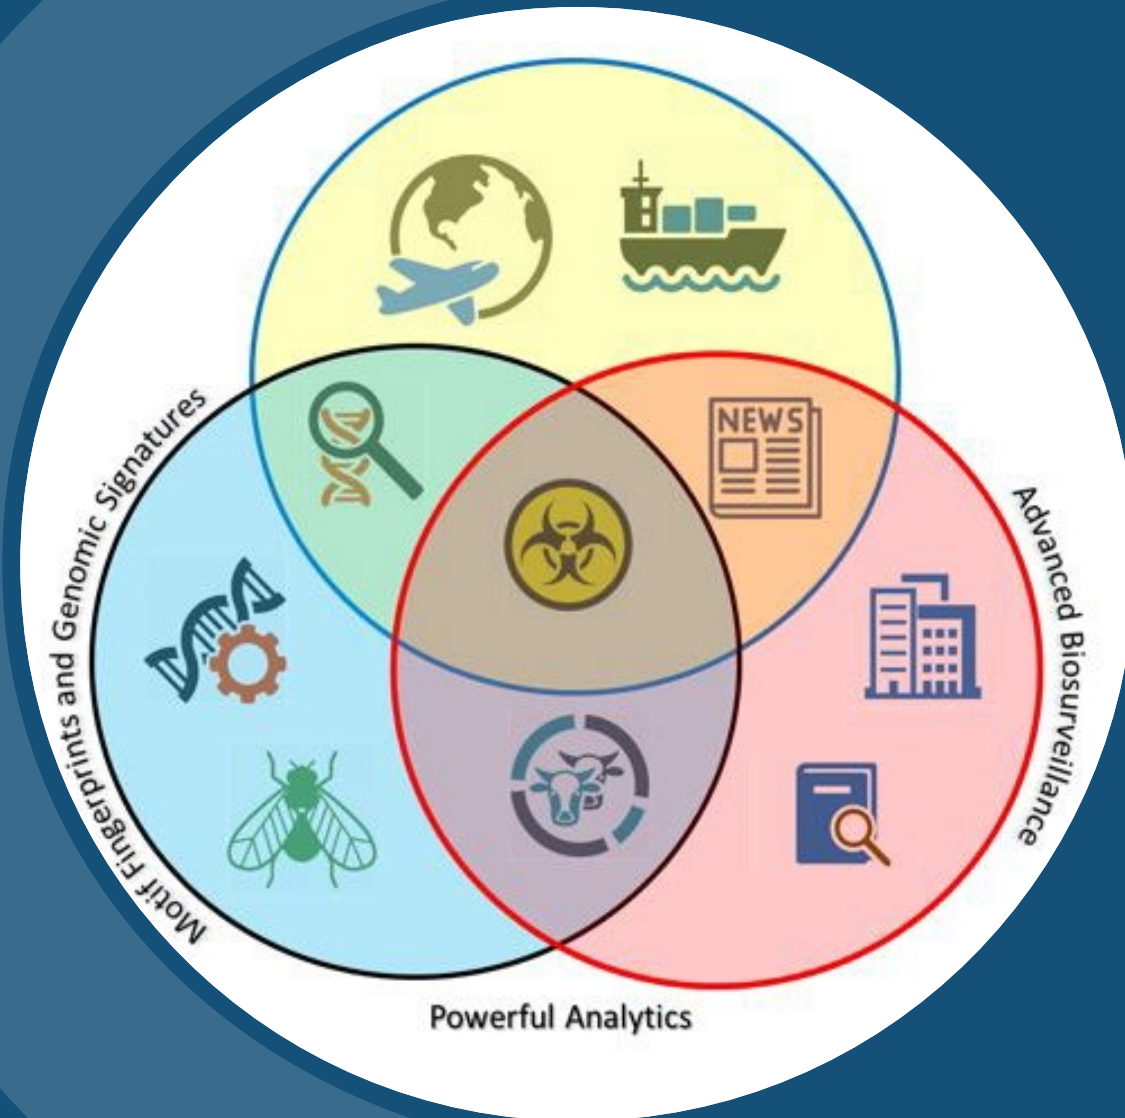 NEWS
Motif Fingerprints and Genomic Signatures
Advanced Biosurveillance
Powerful Analytics